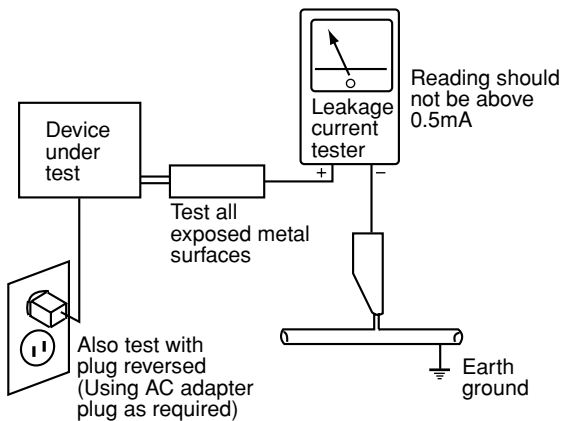 Reading should
not be above
0.5mA
Leakage
current
tester
+
–
Device
under
test
Test all
exposed metal
surfaces
Also test with
plug reversed
(Using AC adapter
plug as required)
Earth
ground